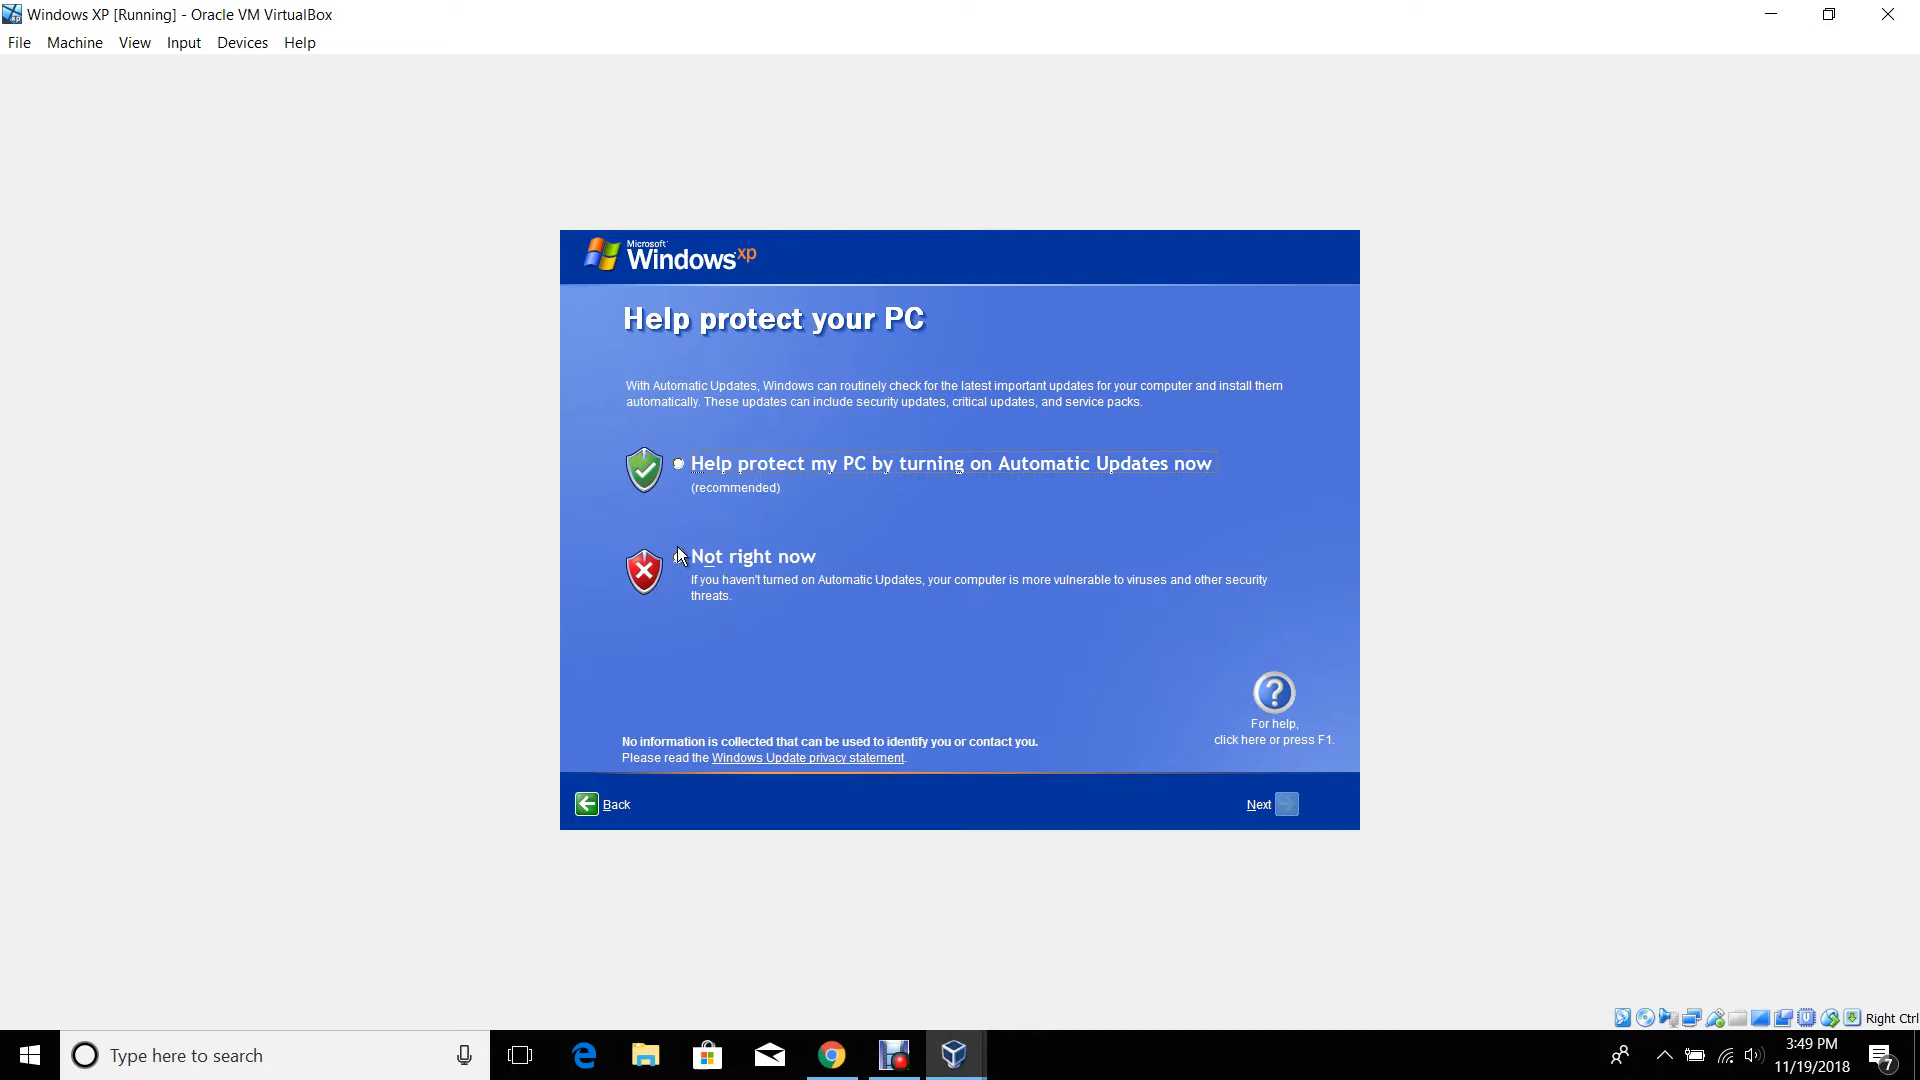 Windows XP [Running] - Oracle VM VirtualBox
File Machine View Input Devices Help
Microsoft
Windows xp
Help protect your PC
With Automatic Updates, Windows can routinely check for the latest important updates for your computer and install them
automatically. These updates can include security updates, critical updates, and service packs.
Help protect my PC by turning on Automatic Updates now
(recommended)
Not right now
If you haven't turned on Automatic Updates, your computer is more vulnerable to viruses and other security
threats.
For help,
click here or press F1.
No information is collected that can be used to identify you or contact you.
Please read the Windows Update privacy statement.
Back Next
Right Ctrl
Type here to search
3:49 PM
11/19/2018
7